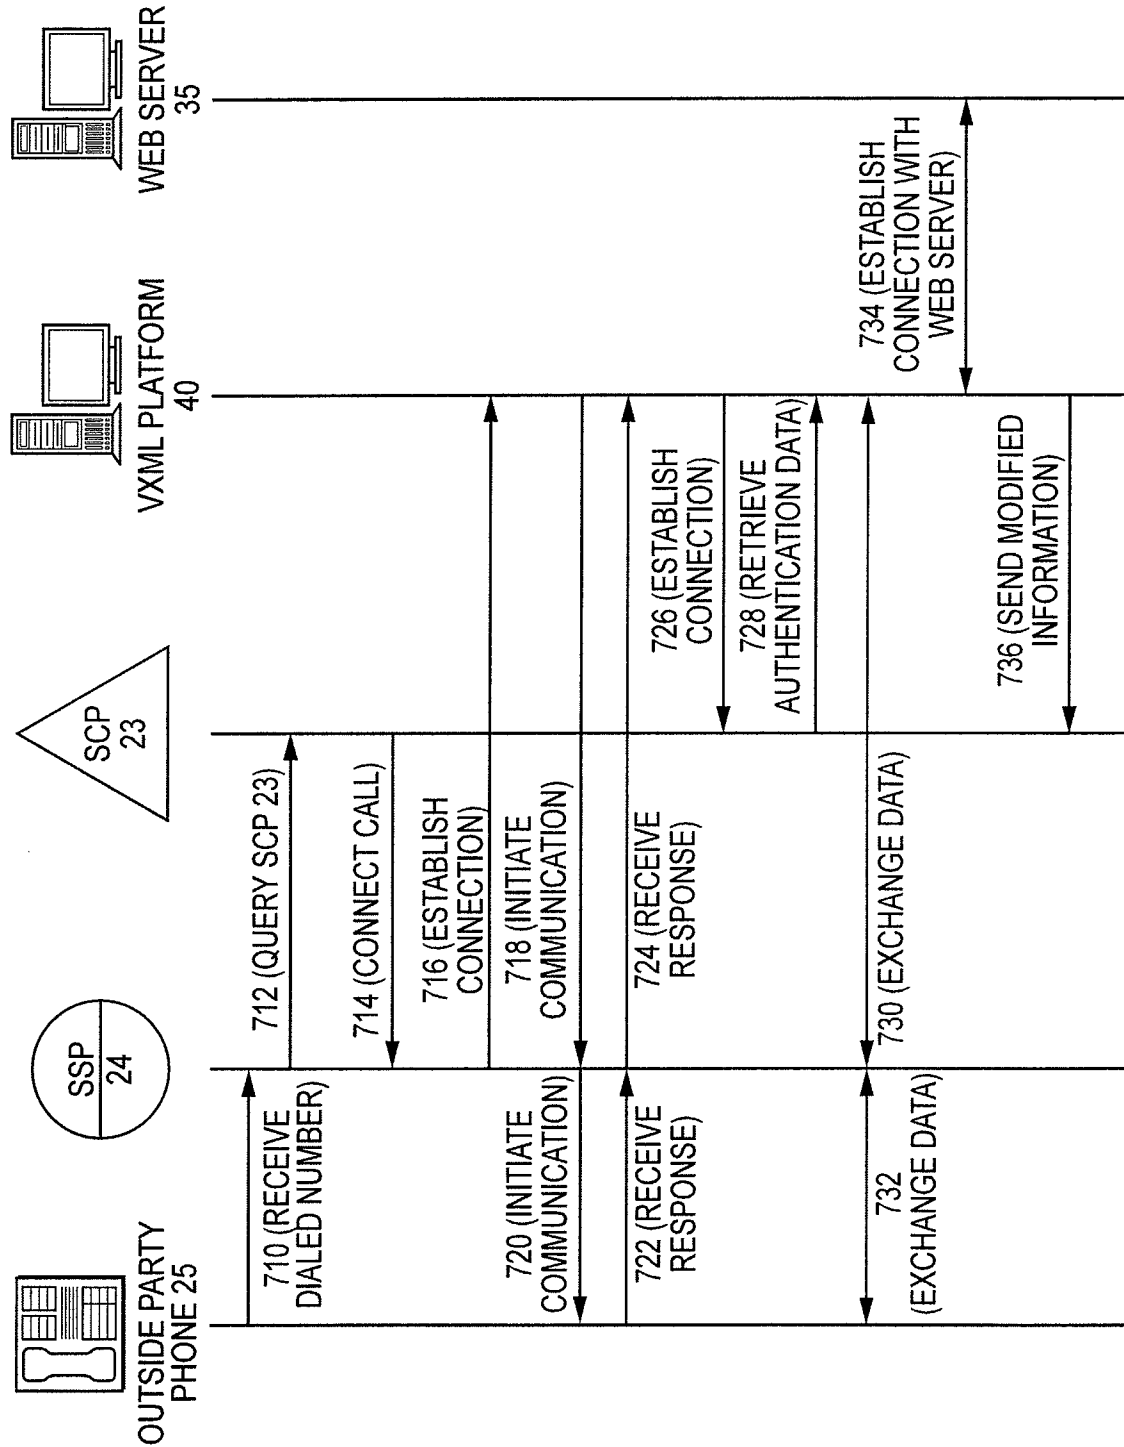 OUTSIDE PARTY
PHONE 25
SSP
24
SCP
23
VXML PLATFORM
40
WEB SERVER
35
710 (RECEIVE
DIALED NUMBER)
712 (QUERY SCP 23)
714 (CONNECT CALL)
716 (ESTABLISH
CONNECTION)
718 (INITIATE
COMMUNICATION)
720 (INITIATE
COMMUNICATION)
722 (RECEIVE
RESPONSE)
724 (RECEIVE
RESPONSE)
726 (ESTABLISH
CONNECTION)
728 (RETRIEVE
AUTHENTICATION DATA)
730 (EXCHANGE DATA)
732
(EXCHANGE DATA)
734 (ESTABLISH
CONNECTION WITH
WEB SERVER)
736 (SEND MODIFIED
INFORMATION)